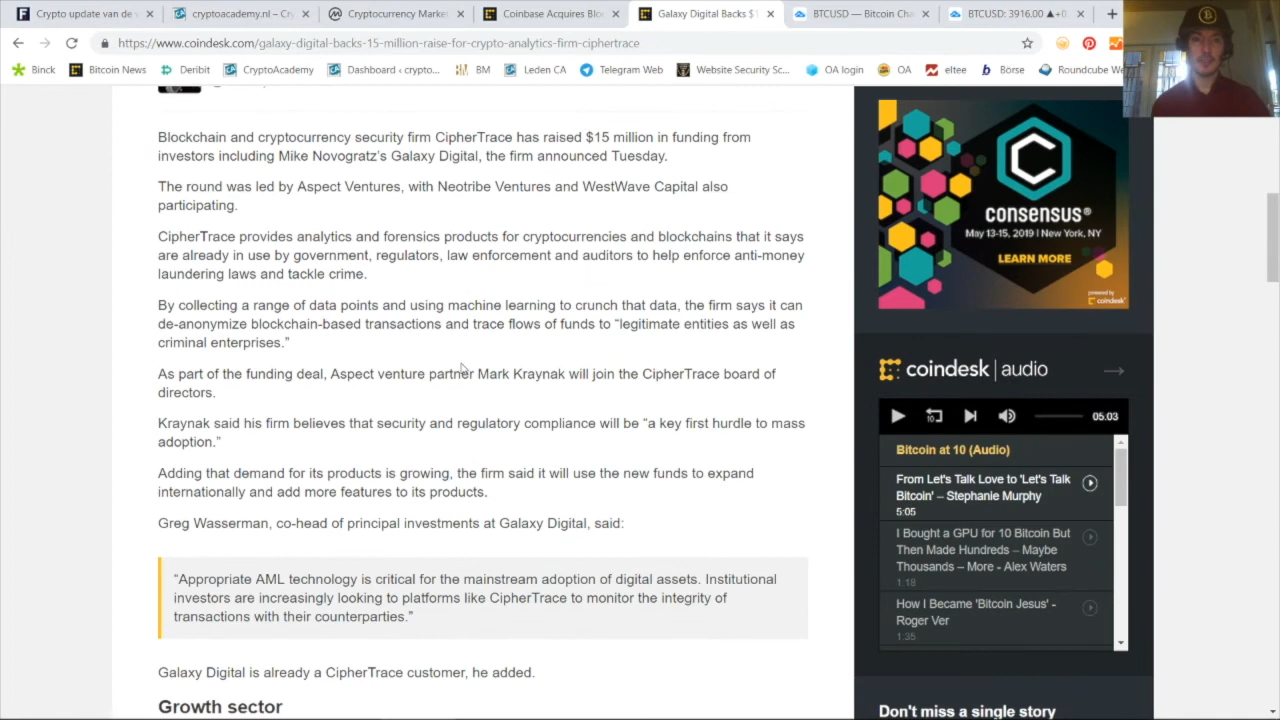 Crypto update van de v
cryptoacademy.nl – Cry
Cryptocurrency Market
Coinbase Acquires Bloc
Galaxy Digital Backs $1
BTCUSD — Bitcoin Cha
BTCUSD: 3916.00 ▲+0.
https://www.coindesk.com/galaxy-digital-backs-15-million-raise-for-crypto-analytics-firm-ciphertrace
Binck
Bitcoin News
Deribit
CryptoAcademy
Dashboard ‹ crypto...
BM
Leden CA
Telegram Web
Website Security Sc...
OA login
OA
eltee
Börse
Roundcube W
Blockchain and cryptocurrency security firm CipherTrace has raised $15 million in funding from
investors including Mike Novogratz’s Galaxy Digital, the firm announced Tuesday.
The round was led by Aspect Ventures, with Neotribe Ventures and WestWave Capital also
participating.
CipherTrace provides analytics and forensics products for cryptocurrencies and blockchains that it says
are already in use by government, regulators, law enforcement and auditors to help enforce anti-money
laundering laws and tackle crime.
By collecting a range of data points and using machine learning to crunch that data, the firm says it can
de-anonymize blockchain-based transactions and trace flows of funds to “legitimate entities as well as
criminal enterprises.”
As part of the funding deal, Aspect venture partner Mark Kraynak will join the CipherTrace board of
directors.
Kraynak said his firm believes that security and regulatory compliance will be “a key first hurdle to mass
adoption.”
Adding that demand for its products is growing, the firm said it will use the new funds to expand
internationally and add more features to its products.
Greg Wasserman, co-head of principal investments at Galaxy Digital, said:
“Appropriate AML technology is critical for the mainstream adoption of digital assets. Institutional
investors are increasingly looking to platforms like CipherTrace to monitor the integrity of
transactions with their counterparties.”
Galaxy Digital is already a CipherTrace customer, he added.
Growth sector
consensus®
May 13-15, 2019 | New York, NY
LEARN MORE
powered by
coindesk
coindesk | audio
10
05:03
Bitcoin at 10 (Audio)
From Let's Talk Love to 'Let's Talk
Bitcoin' – Stephanie Murphy
5:05
I Bought a GPU for 10 Bitcoin But
Then Made Hundreds – Maybe
Thousands – More - Alex Waters
1:18
How I Became 'Bitcoin Jesus' -
Roger Ver
1:35
Don't miss a single story